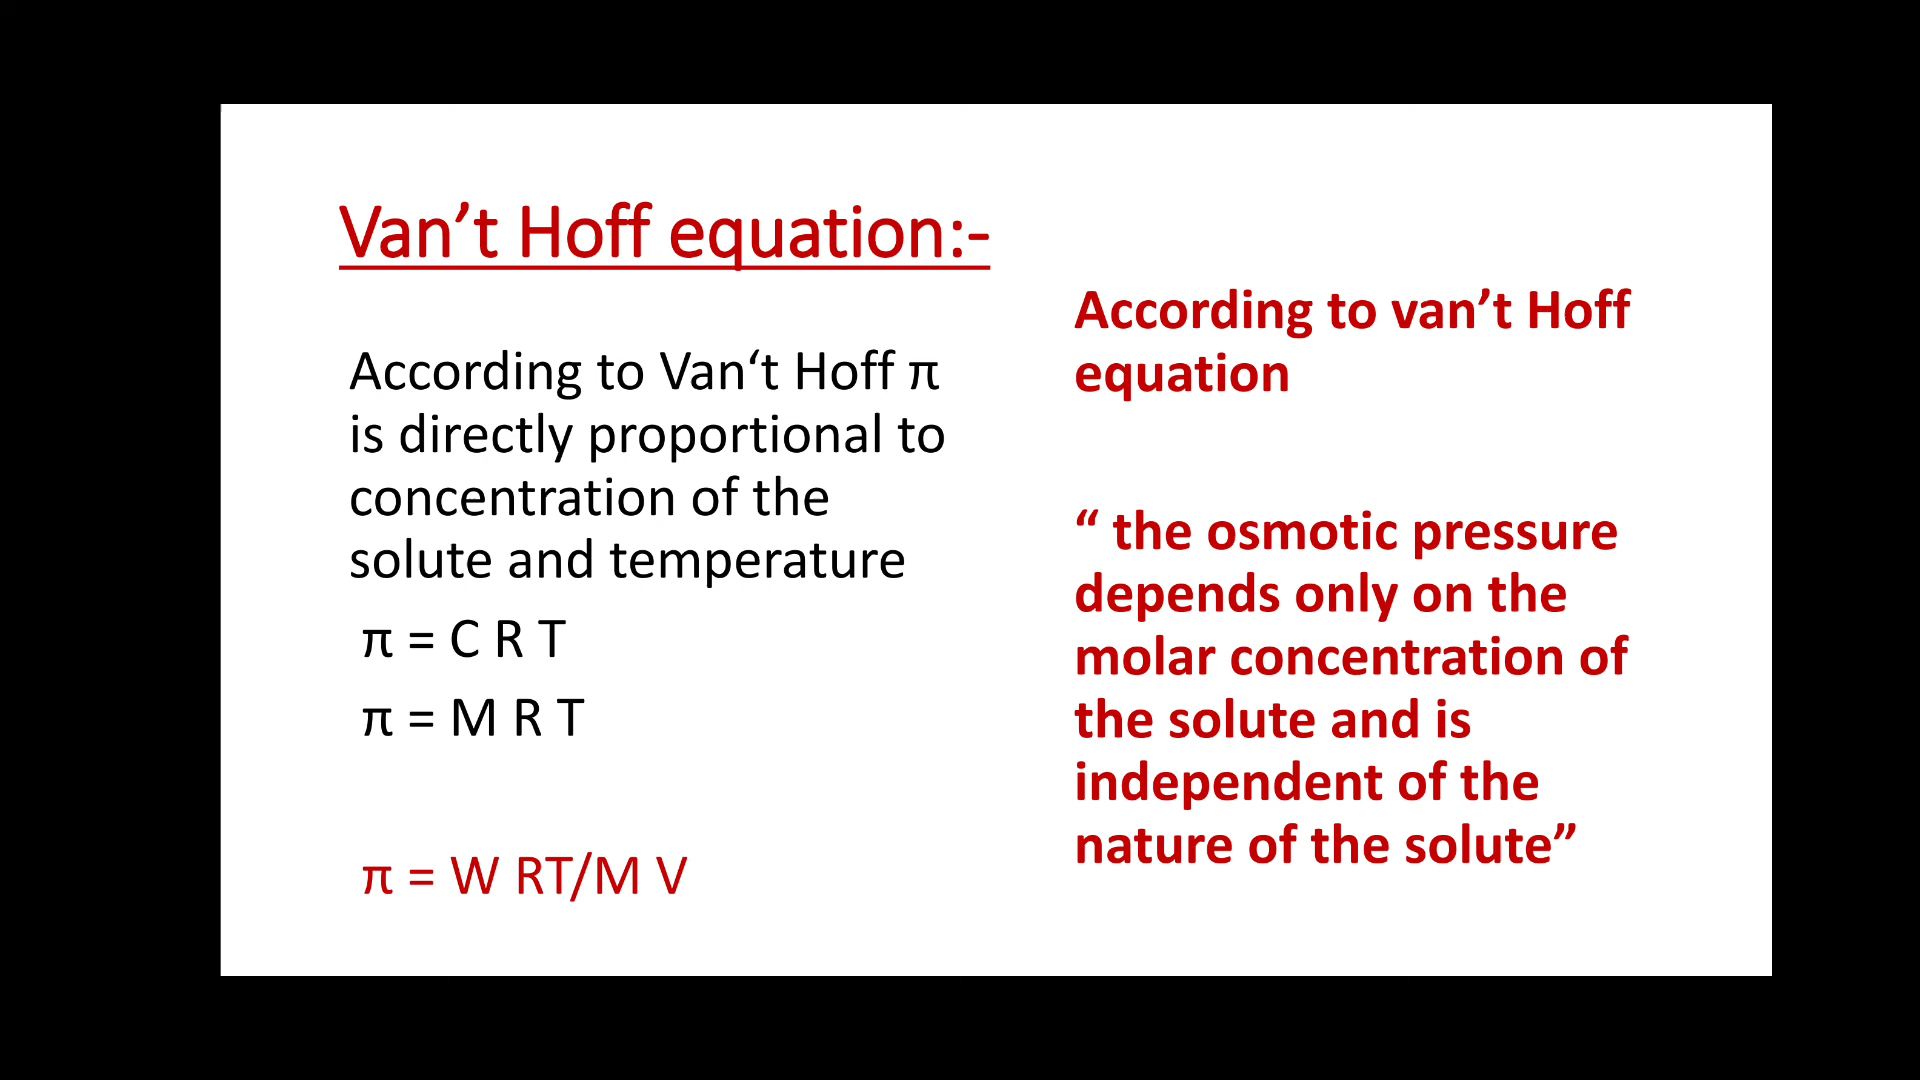 Van’t Hoff equation:-
According to Van‘t Hoff π
is directly proportional to
concentration of the
solute and temperature
π = C R T
π = M R T
π = W RT/M V
According to van’t Hoff
equation
“ the osmotic pressure
depends only on the
molar concentration of
the solute and is
independent of the
nature of the solute”